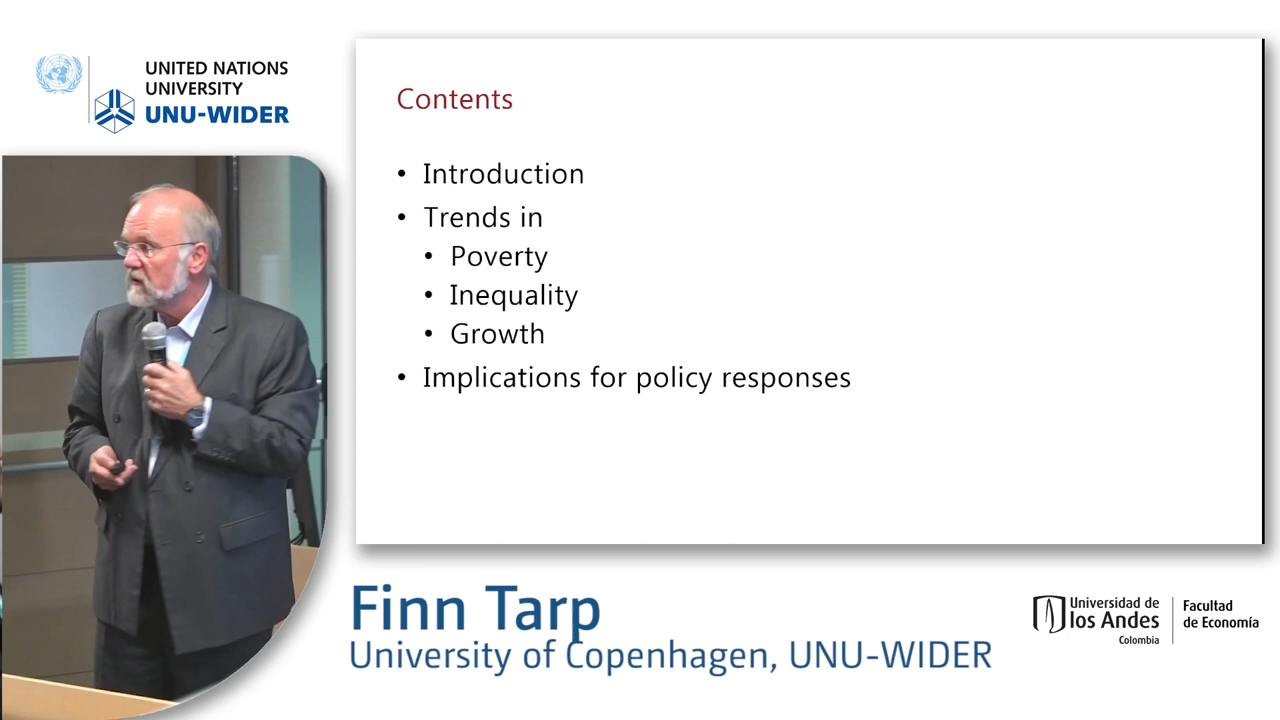 UNITED NATIONS
UNIVERSITY
UNU-WIDER
Contents
• Introduction
• Trends in
• Poverty
• Inequality
• Growth
• Implications for policy responses
Finn Tarp
University of Copenhagen, UNU-WIDER
Universidad de
los Andes
Colombia
Facultad
de Economía